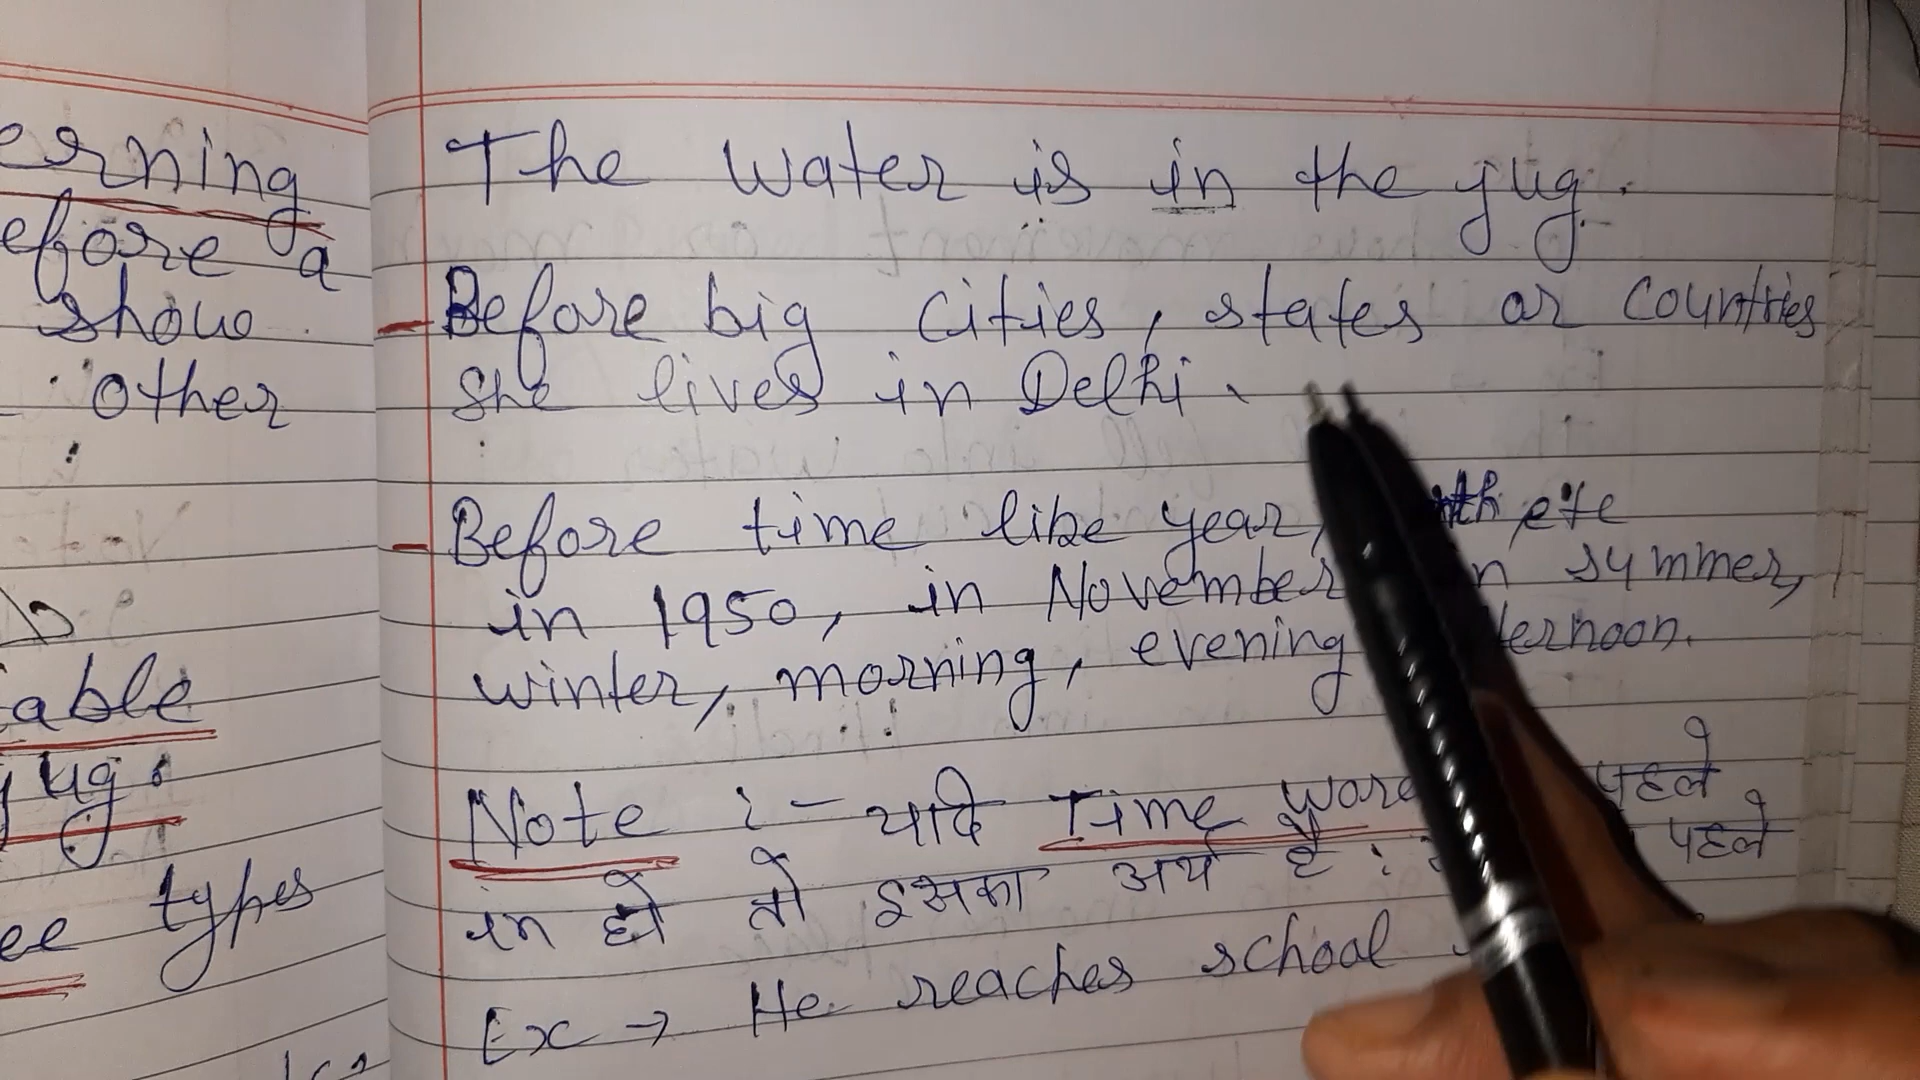 erning
efore a
show
other
able
jug.
ee types
The water is in the jug.
- Before big cities, states or countries
She lives in Delhi.
- Before time like year, etc
in 1950, in November summer,
winter, morning, evening ternoon.
Note :- यदि Time word पहले
in हो तो इसका अर्थ है : पहले
Ex → He reaches school